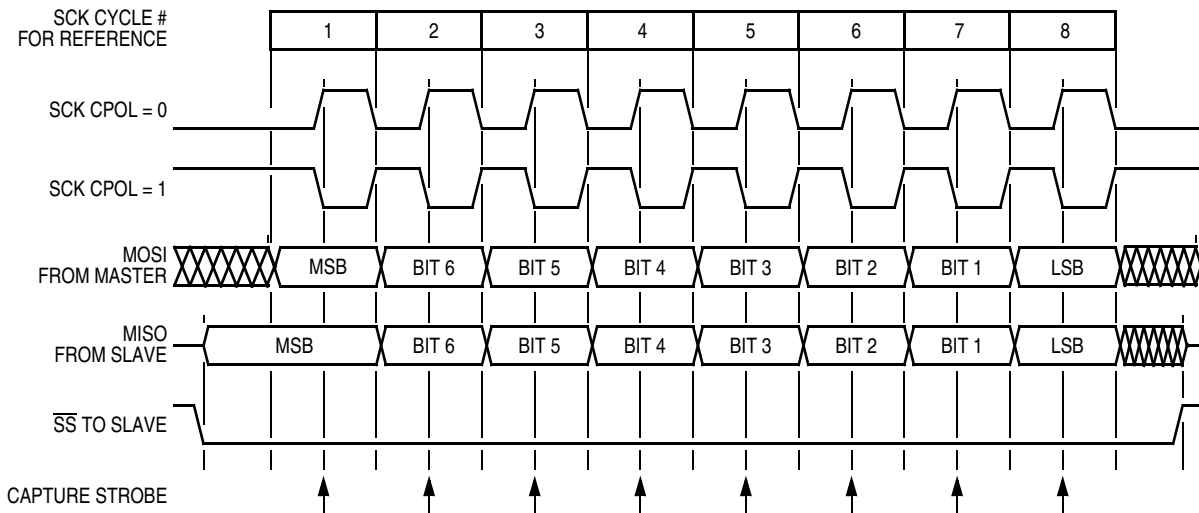 SCK CYCLE #
FOR REFERENCE
1 2 3 4 5 6 7 8
SCK CPOL = 0
SCK CPOL = 1
MOSI
FROM MASTER
MSB BIT 6 BIT 5 BIT 4 BIT 3 BIT 2 BIT 1 LSB
MISO
FROM SLAVE
MSB BIT 6 BIT 5 BIT 4 BIT 3 BIT 2 BIT 1 LSB
S̅S̅ TO SLAVE
CAPTURE STROBE